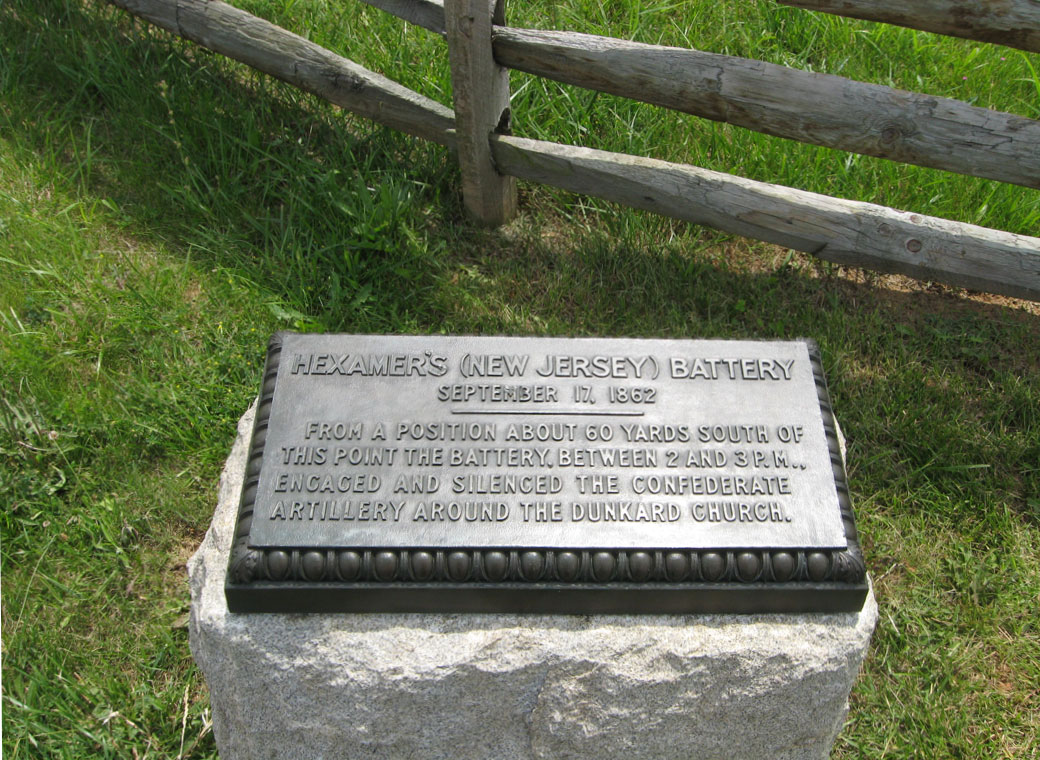 HEXAMER'S (NEW JERSEY) BATTERY
SEPTEMBER 17, 1862
FROM A POSITION ABOUT 60 YARDS SOUTH OF
THIS POINT THE BATTERY, BETWEEN 2 AND 3 P.M.,
ENGAGED AND SILENCED THE CONFEDERATE
ARTILLERY AROUND THE DUNKARD CHURCH.